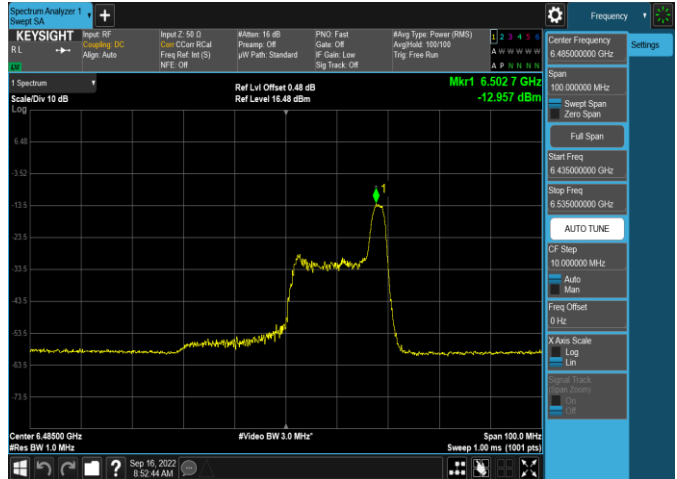 Spectrum Analyzer 1
Swept SA
Frequency
KEYSIGHT
RL
Input: RF
Coupling: DC
Align: Auto
Input Z: 50 Ω
Corr CCorr RCal
Freq Ref: Int (S)
NFE: Off
#Atten: 16 dB
Preamp: Off
µW Path: Standard
PNO: Fast
Gate: Off
IF Gain: Low
Sig Track: Off
#Avg Type: Power (RMS)
Avg|Hold: 100/100
Trig: Free Run
1 2 3 4 5 6
A W W W W W
A P N N N N
1 Spectrum
Scale/Div 10 dB
Log
Ref Lvl Offset 0.48 dB
Ref Level 16.48 dBm
Mkr1 6.502 7 GHz
-12.957 dBm
6.48
-3.52
-13.5
-23.5
-33.5
-43.5
-53.5
-63.5
-73.5
1
Center 6.48500 GHz
#Res BW 1.0 MHz
#Video BW 3.0 MHz*
Span 100.0 MHz
Sweep 1.00 ms (1001 pts)
Sep 16, 2022
8:52:44 AM
Settings
Center Frequency
6.485000000 GHz
Span
100.000000 MHz
Swept Span
Zero Span
Full Span
Start Freq
6.435000000 GHz
Stop Freq
6.535000000 GHz
AUTO TUNE
CF Step
10.000000 MHz
Auto
Man
Freq Offset
0 Hz
X Axis Scale
Log
Lin
Signal Track
(Span Zoom)
On
Off